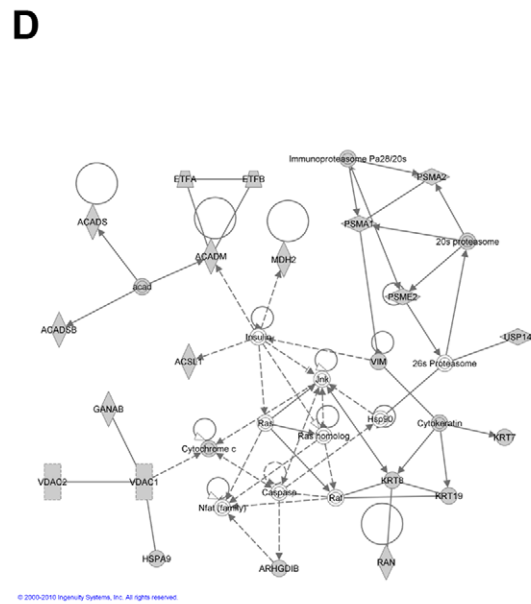 D
Immunoproteasome Pa28/20s
ETFA
ETFB
PSMA2
ACADS
PSMA1
20s proteasome
ACADM
MDH2
acad
PSME2
ACADSB
Insulin
USP14
ACSL1
VIM
26s Proteasome
Jnk
GANAB
Ras
Hsp90
Cytokeratin
Ras homolog
KRT7
Cytochrome c
VDAC2
VDAC1
KRT8
Caspase
Raf
KRT19
Nfat (family)
HSPA9
ARHGDIB
RAN
© 2000-2010 Ingenuity Systems, Inc. All rights reserved.